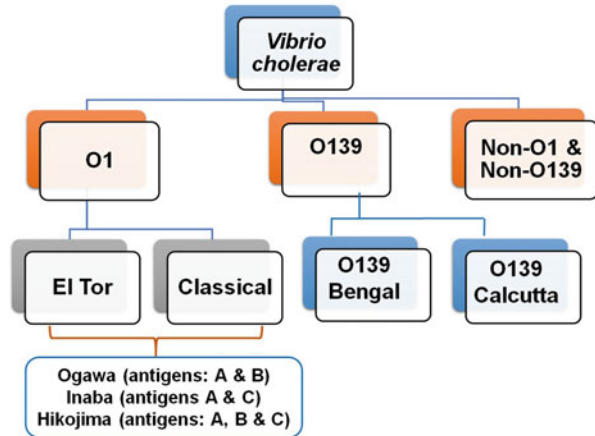 Vibrio
cholerae
O1
O139
Non-O1 &
Non-O139
El Tor
Classical
O139
Bengal
O139
Calcutta
Ogawa (antigens: A & B)
Inaba (antigens A & C)
Hikojima (antigens: A, B & C)